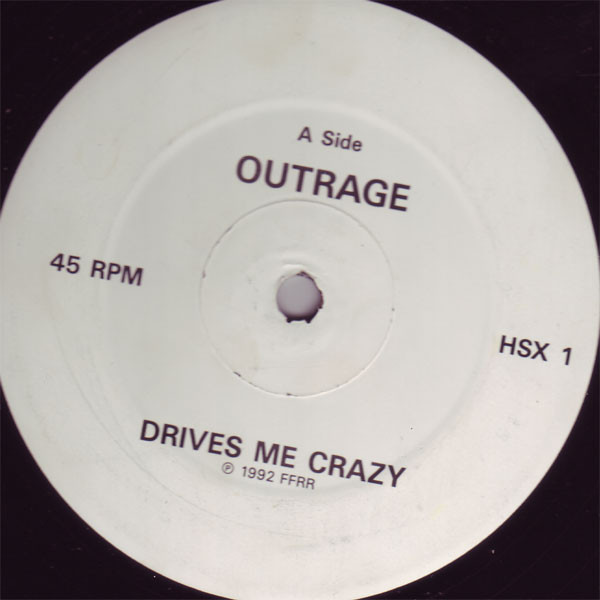 A Side
OUTRAGE
45 RPM
HSX 1
DRIVES ME CRAZY
℗ 1992 FFRR